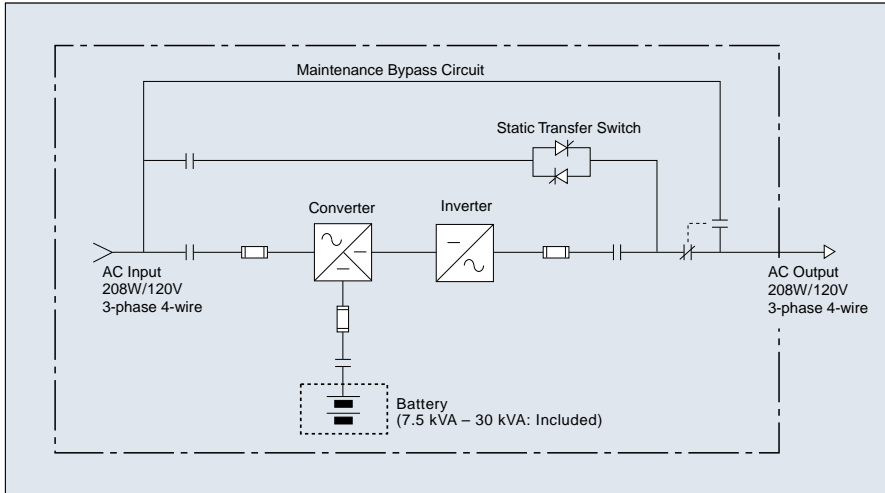 Maintenance Bypass Circuit
Static Transfer Switch
Converter
Inverter
AC Input
208W/120V
3-phase 4-wire
AC Output
208W/120V
3-phase 4-wire
Battery
(7.5 kVA – 30 kVA: Included)